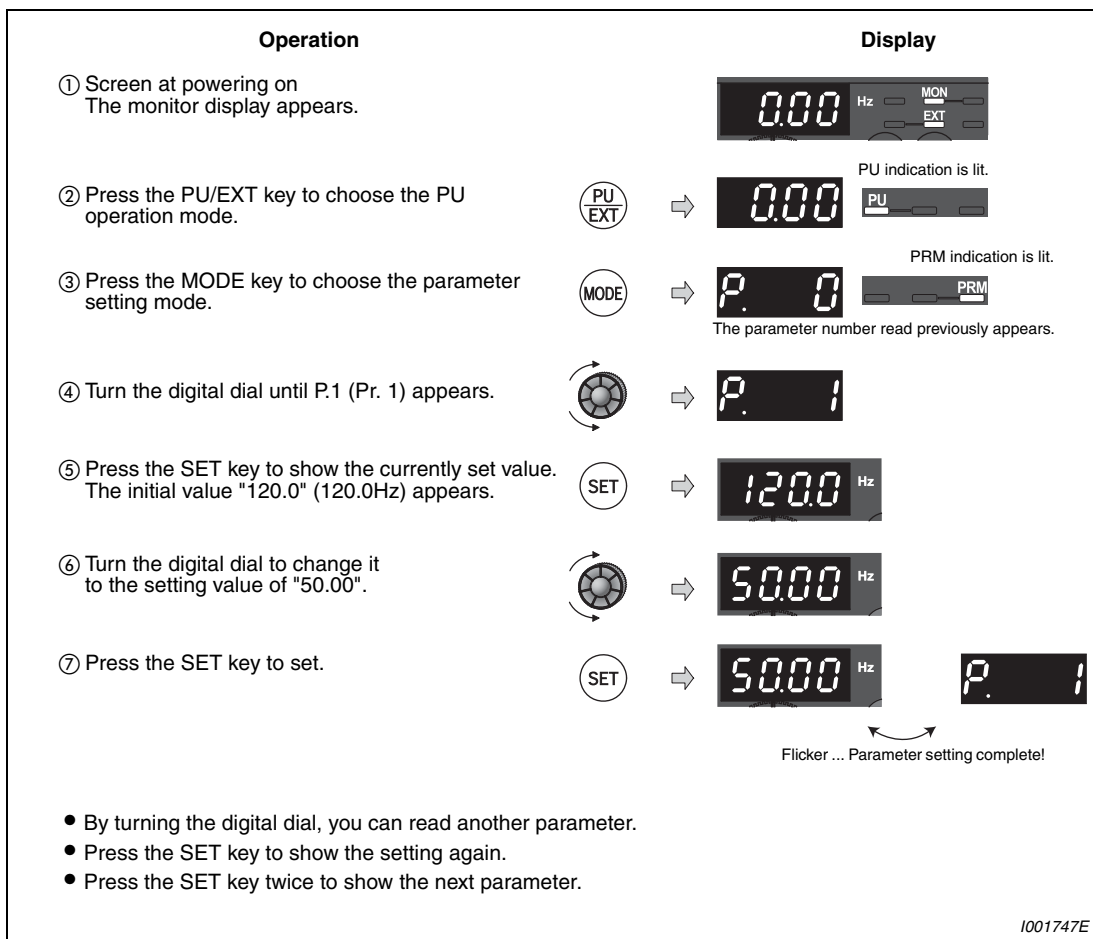 Operation
Display
① Screen at powering on
The monitor display appears.
0.00 Hz MON
EXT
② Press the PU/EXT key to choose the PU
operation mode.
PU
EXT
0.00
PU indication is lit.
PU
③ Press the MODE key to choose the parameter
setting mode.
MODE
P. 0
PRM indication is lit.
PRM
The parameter number read previously appears.
④ Turn the digital dial until P.1 (Pr. 1) appears.
P. 1
⑤ Press the SET key to show the currently set value.
The initial value "120.0" (120.0Hz) appears.
SET
120.0 Hz
⑥ Turn the digital dial to change it
to the setting value of "50.00".
50.00 Hz
⑦ Press the SET key to set.
SET
50.00 Hz
P. 1
Flicker ... Parameter setting complete!
● By turning the digital dial, you can read another parameter.
● Press the SET key to show the setting again.
● Press the SET key twice to show the next parameter.
I001747E